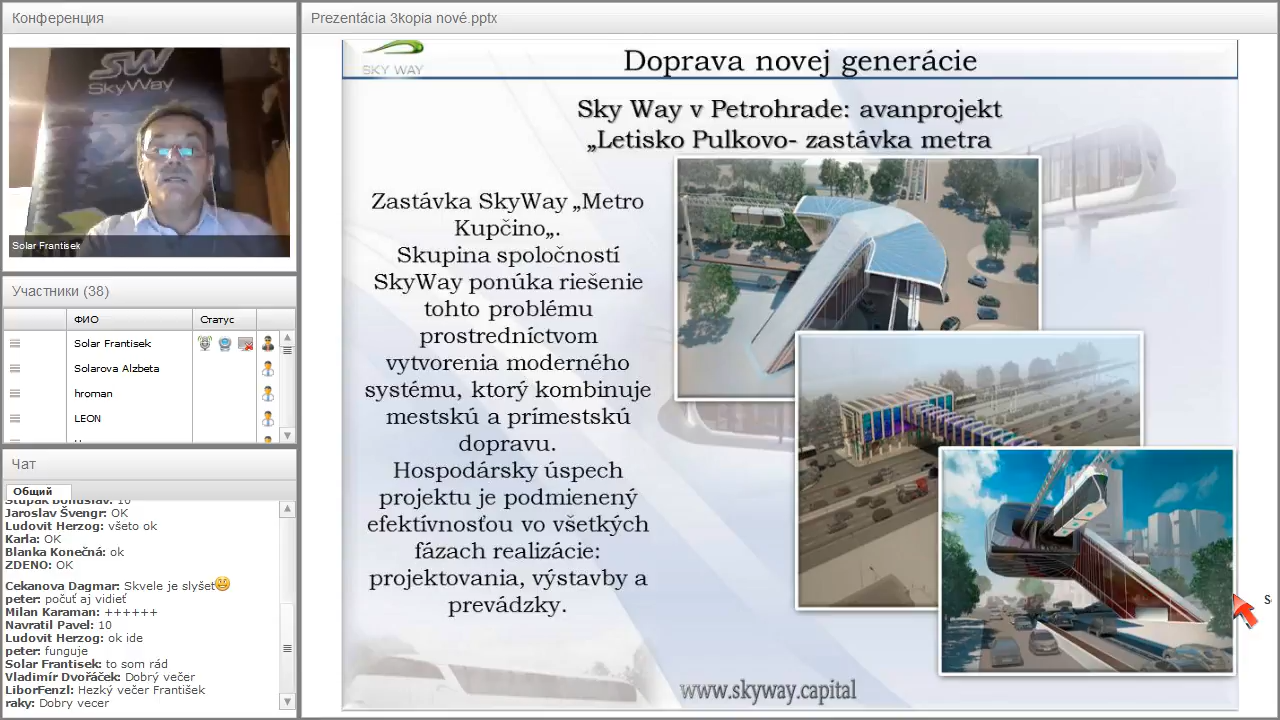 Конференция
SW
SkyWay
Solar Frantisek
Участники (38)
ФИО
Статус
Solar Frantisek
Solarova Alzbeta
hroman
LEON
Чат
Общий
Stupak Bohuslav: 10
Jaroslav Švengr: OK
Ludovit Herzog: všeto ok
Karla: OK
Blanka Konečná: ok
ZDENO: OK
Cekanova Dagmar: Skvele je slyšet
peter: počuť aj vidieť
Milan Karaman: ++++++
Navratil Pavel: 10
Ludovit Herzog: ok ide
peter: funguje
Solar Frantisek: to som rád
Vladimír Dvořáček: Dobrý večer
LiborFenzl: Hezký večer František
raky: Dobry vecer
Prezentácia 3kopia nové.pptx
SKY WAY
Doprava novej generácie
Sky Way v Petrohrade: avanprojekt
„Letisko Pulkovo- zastávka metra
Zastávka SkyWay „Metro
Kupčino„.
Skupina spoločností
SkyWay ponúka riešenie
tohto problému
prostredníctvom
vytvorenia moderného
systému, ktorý kombinuje
mestskú a prímestskú
dopravu.
Hospodársky úspech
projektu je podmienený
efektívnosťou vo všetkých
fázach realizácie:
projektovania, výstavby a
prevádzky.
www.skyway.capital